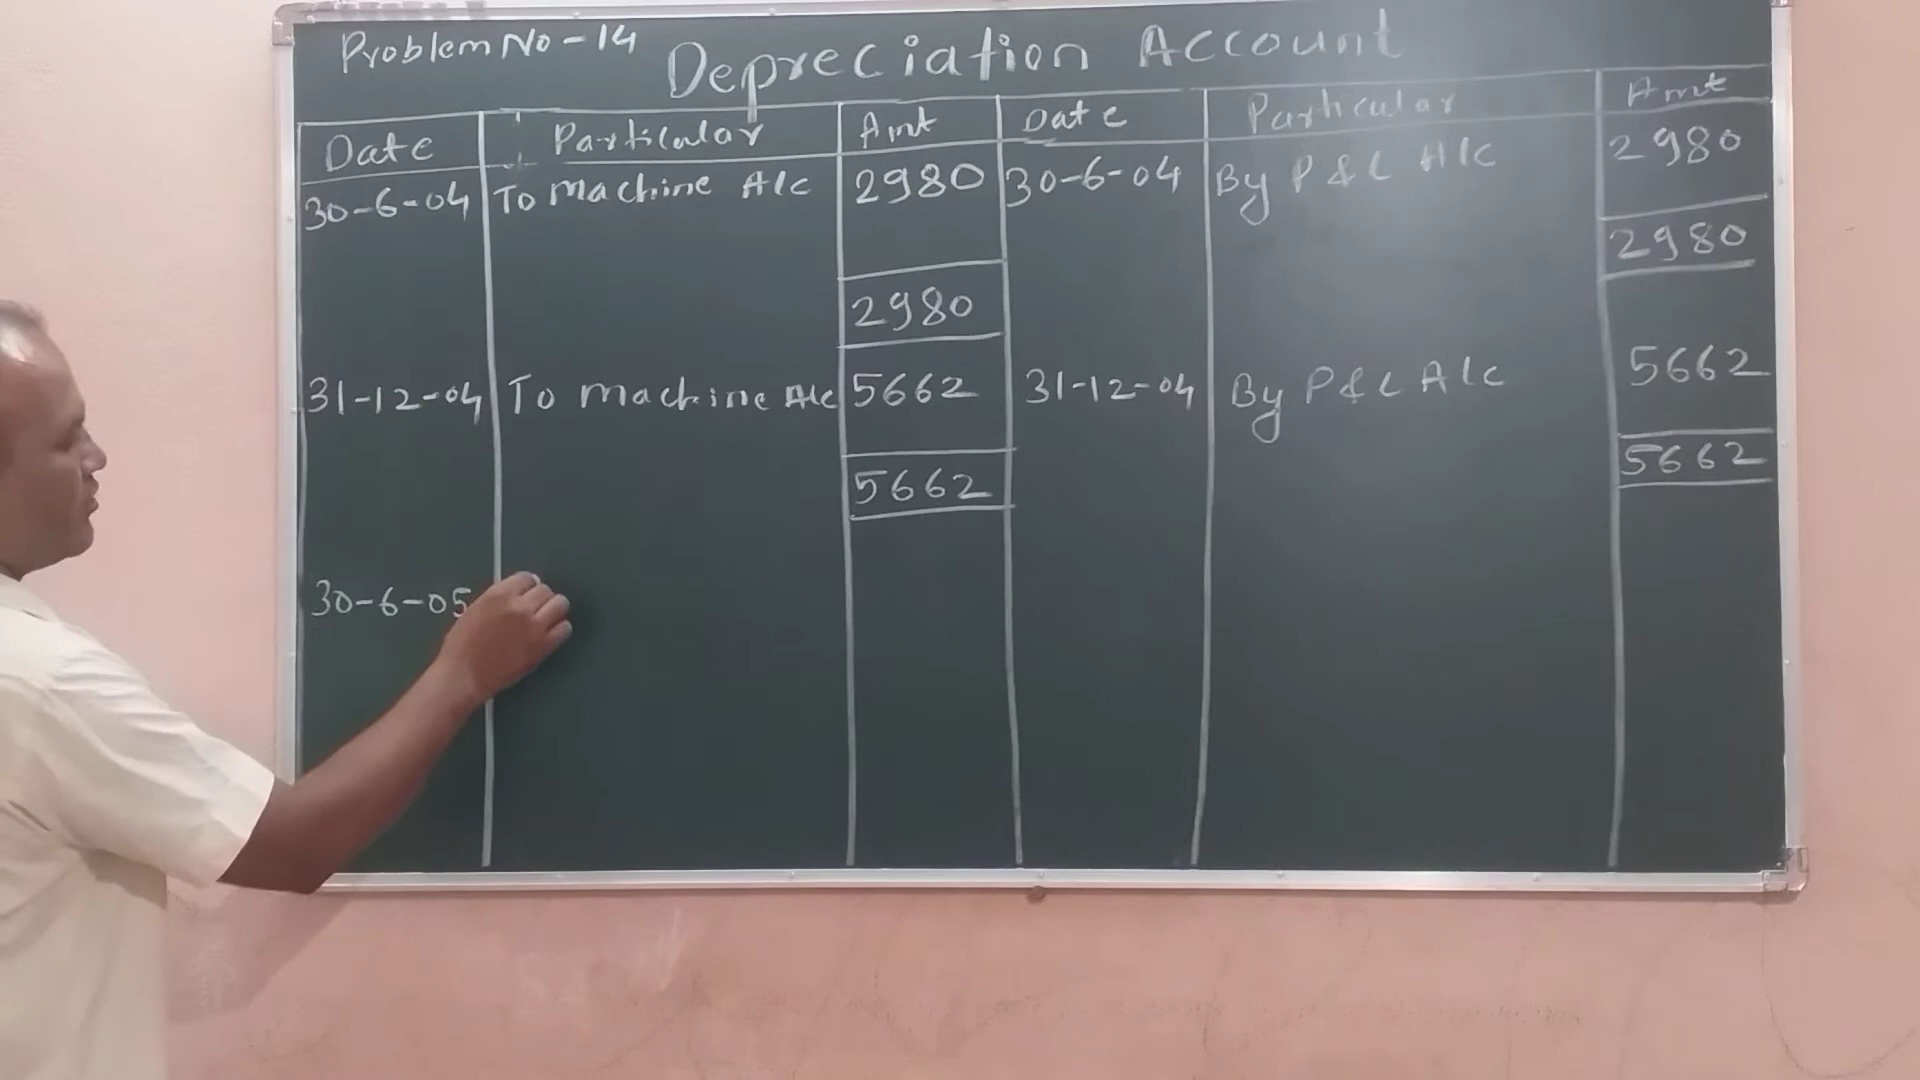 Problem No - 14
Depreciation Account
Date Particular Amt Date Particular Amt
30-6-04 To Machine A/c 2980 30-6-04 By P & L A/c 2980
2980 2980
31-12-04 To Machine A/c 5662 31-12-04 By P & L A/c 5662
5662 5662
30-6-05